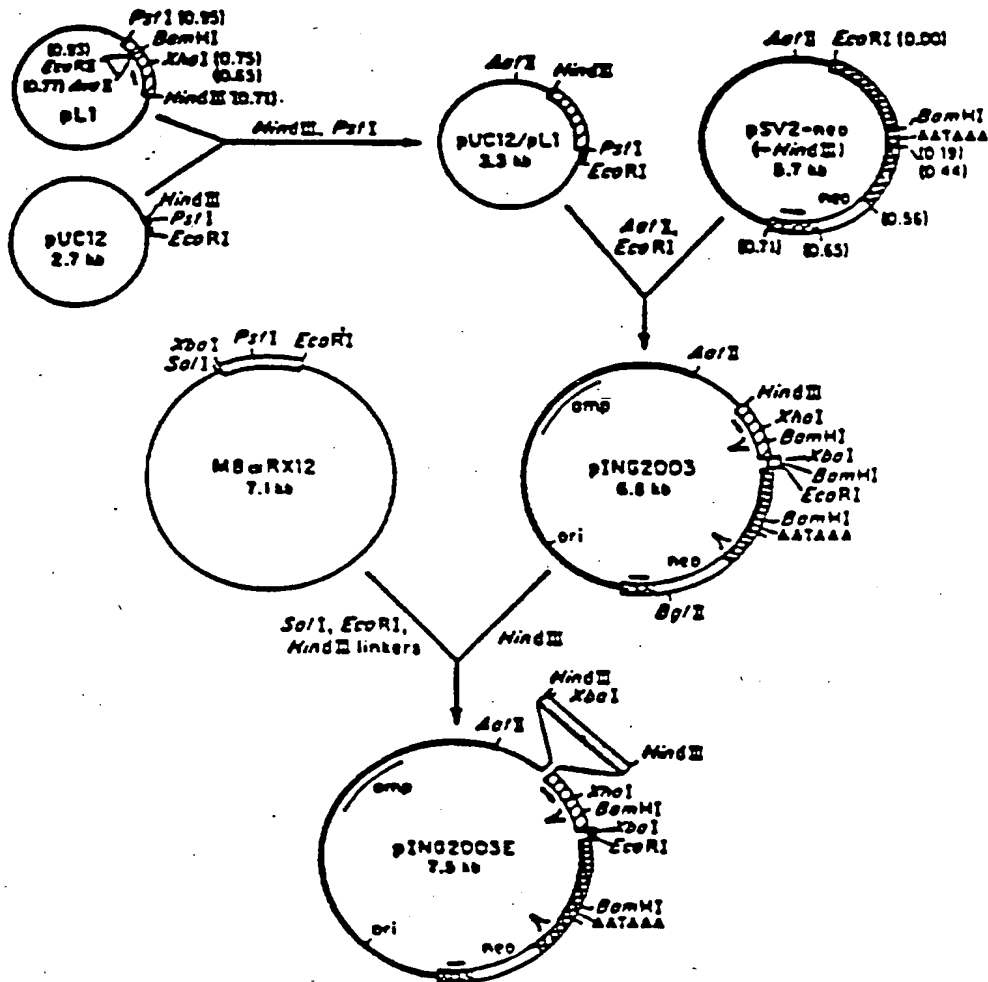 PstI (0.95)
BamHI
(0.93)
EcoRII
XhoI (0.75)
(0.63)
(0.77) AvaII
HindIII (0.71)
pL1
HindIII, PstI
pUC12
2.7 kb
HindIII
PstI
EcoRI
AatII
HindIII
pUC12/pL1
3.3 kb
PstI
EcoRI
AatII
EcoRI (0.00)
pSV2-neo
(-HindIII)
5.7 kb
BamHI
AATAAA
(0.19)
(0.44)
neo
(0.56)
(0.71)
(0.65)
AatII,
EcoRI
XbaI
SalI
PstI
EcoRI
M8αRX12
7.1 kb
AatII
amp
HindIII
XhoI
BamHI
XbaI
BamHI
EcoRI
pING2003
6.8 kb
BamHI
AATAAA
ori
neo
BglII
SalI, EcoRI,
HindIII linkers
HindIII
HindIII
XbaI
AatII
HindIII
amp
XhoI
BamHI
XbaI
EcoRI
pING2003E
7.5 kb
BamHI
AATAAA
ori
neo